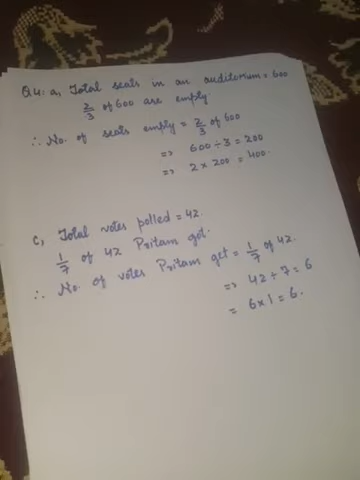 Q4: a, Total seats in an auditorium = 600
2/3 of 600 are empty.
∴ No. of seats empty = 2/3 of 600
=> 600 ÷ 3 = 200
=> 2 × 200 = 400.
c, Total votes polled = 42.
1/7 of 42 Pritam got.
∴ No. of votes Pritam get = 1/7 of 42.
=> 42 ÷ 7 = 6
= 6 × 1 = 6.